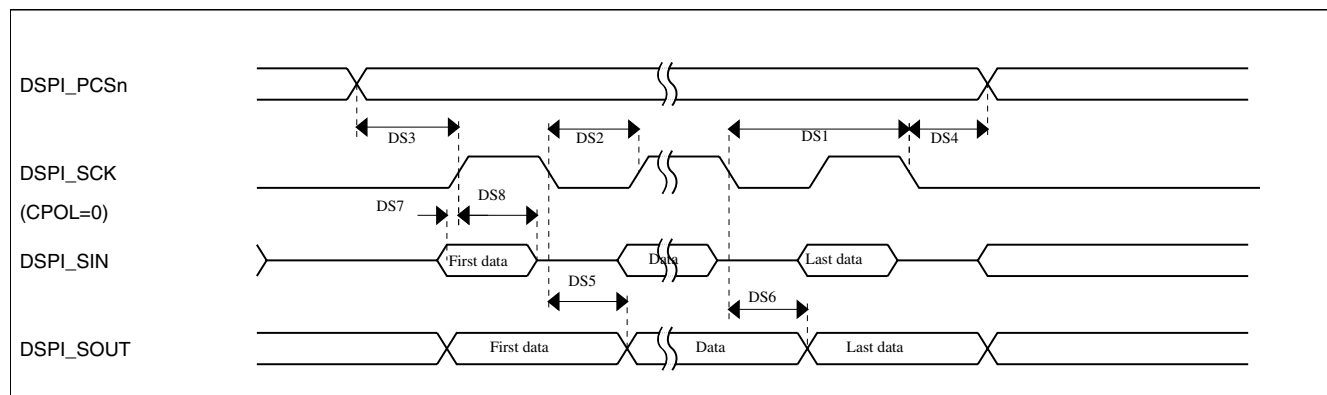 DSPI_PCSn
DS3
DS2
DS1
DS4
DSPI_SCK
(CPOL=0)
DS7
DS8
DSPI_SIN
First data
Data
Last data
DS5
DS6
DSPI_SOUT
First data
Data
Last data